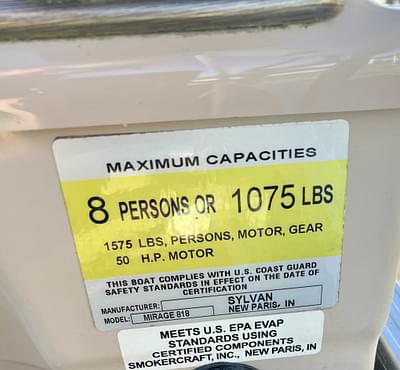 MAXIMUM CAPACITIES
8 PERSONS OR 1075 LBS
1575 LBS, PERSONS, MOTOR, GEAR
50 H.P. MOTOR
THIS BOAT COMPLIES WITH U.S. COAST GUARD
SAFETY STANDARDS IN EFFECT ON THE DATE OF
CERTIFICATION
MANUFACTURER: SYLVAN
NEW PARIS, IN
MODEL: MIRAGE 818
MEETS U.S. EPA EVAP
STANDARDS USING
CERTIFIED COMPONENTS
SMOKERCRAFT, INC., NEW PARIS, IN